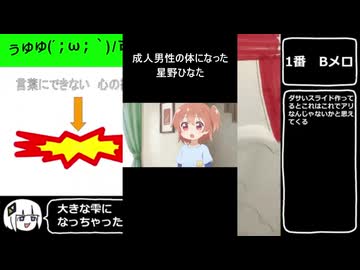 うゅゅ(´；ω；`)/
言葉にできない 心の
大きな雫に
なっちゃった
成人男性の体になった
星野ひなた
1番 Bメロ
ダサいスライド作って
るとこれはこれでアリ
なんじゃないかと思え
てくる